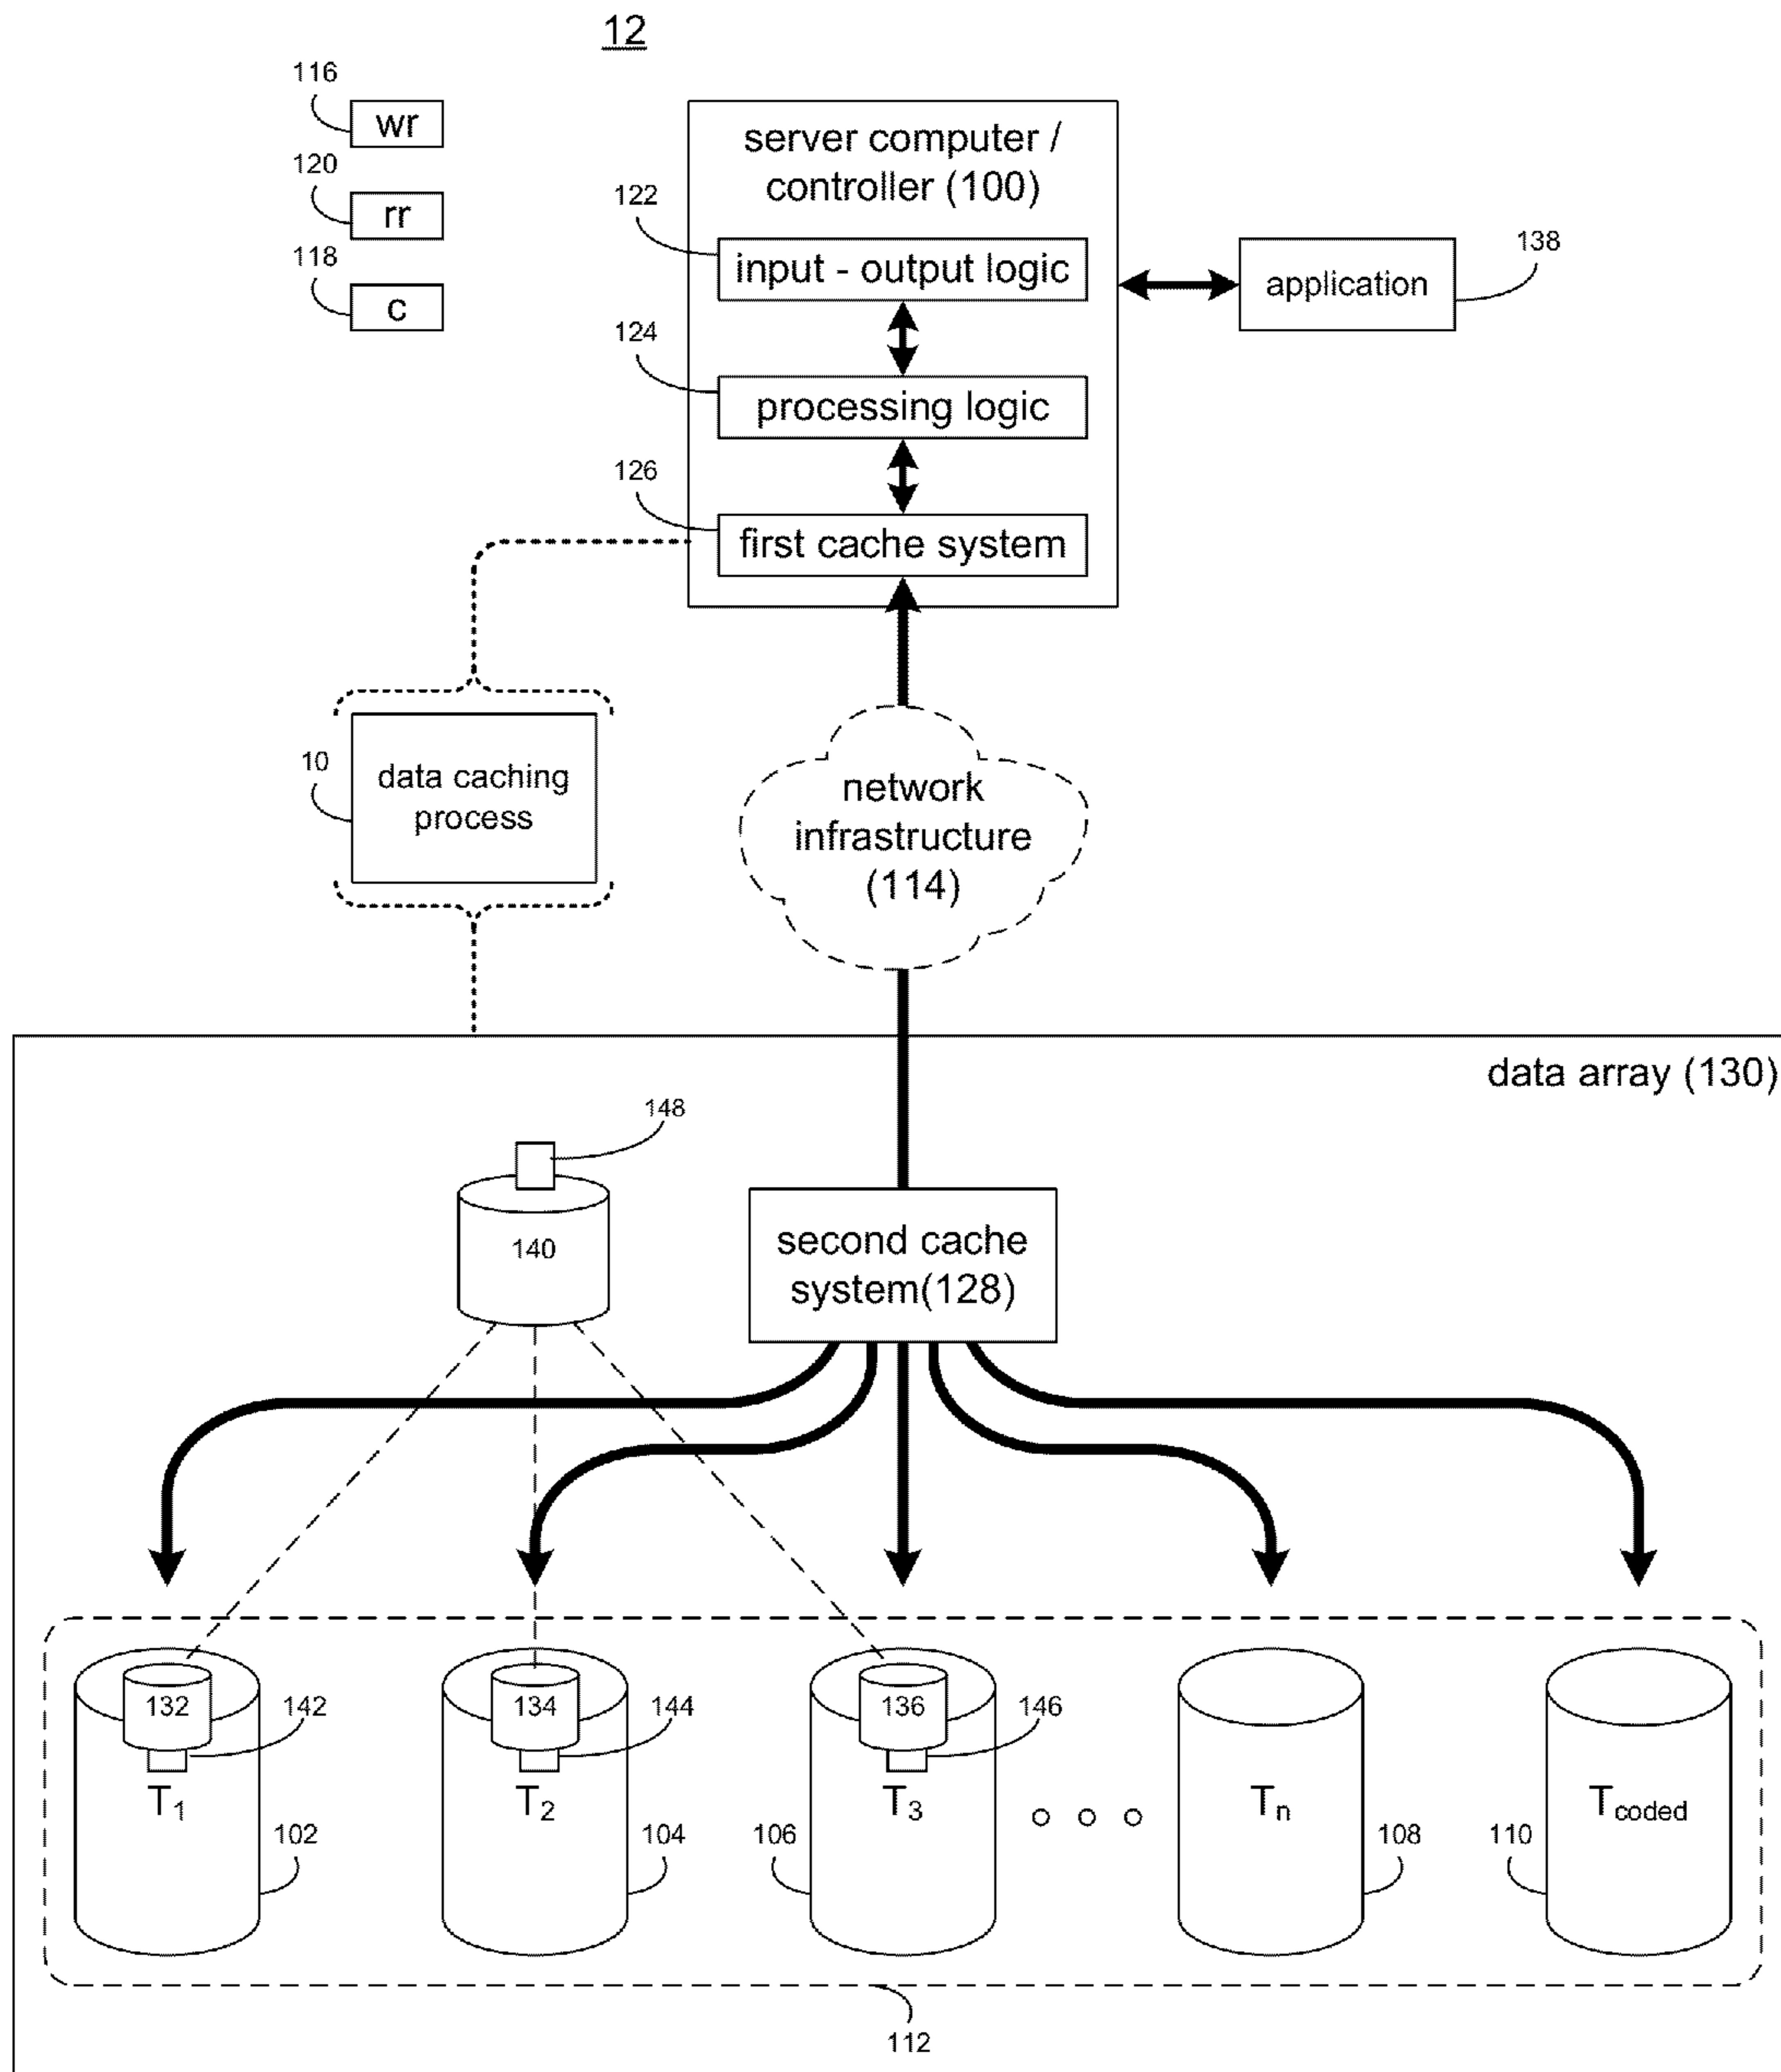 12
116
wr
120
rr
118
c
server computer /
controller (100)
122
input - output logic
124
processing logic
126
first cache system
application
138
10
data caching
process
network
infrastructure
(114)
data array (130)
148
140
second cache
system(128)
132
142
134
144
136
146
T1
T2
T3
Tn
Tcoded
102
104
106
108
110
112